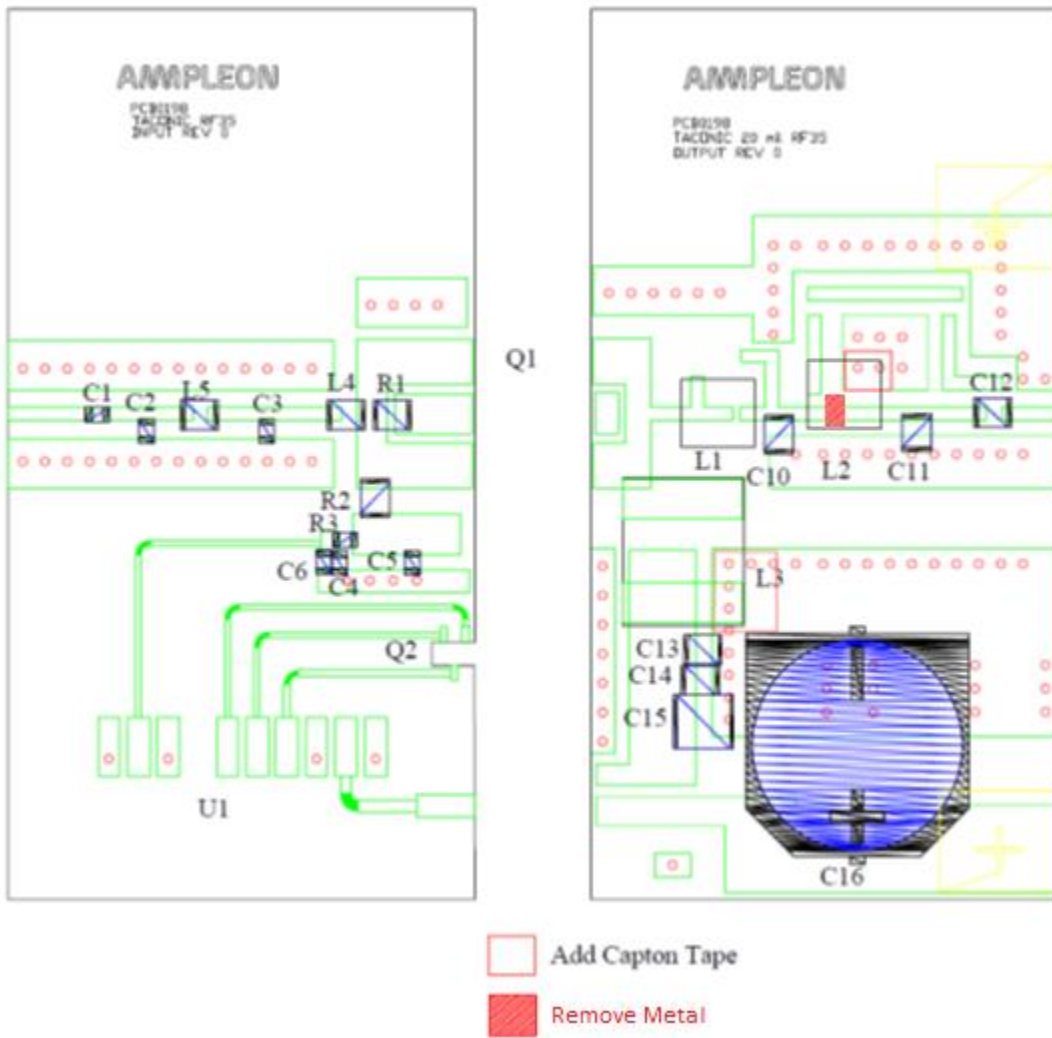 AMPLEON
PCB0198
TACONIC RF35
INPUT REV 0
AMPLEON
PCB0198
TACONIC 20 mil RF35
OUTPUT REV 0
Q1
C1
C2
L5
C3
L4
R1
R2
R3
C6
C4
C5
Q2
U1
C12
L1
C10
L2
C11
L3
C13
C14
C15
C16
Add Capton Tape
Remove Metal